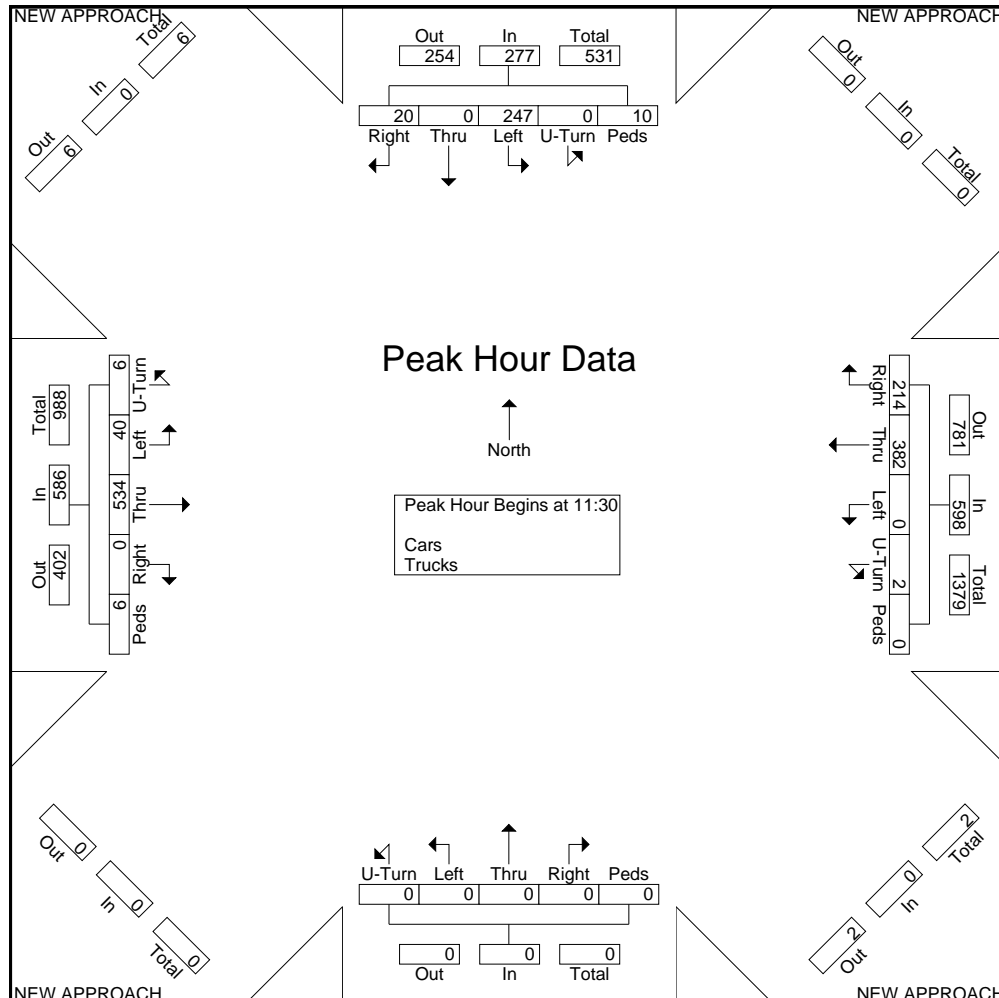 NEW APPROACH
NEW APPROACH
Total 6
In 0
Out 6
Out In Total
254 277 531
20 0 247 0 10
Right Thru Left U-Turn Peds
Out 0
In 0
Total 0
Total 988
In 586
Out 402
6 40 534 0 6
U-Turn Left Thru Right Peds
Peak Hour Data
North
Peak Hour Begins at 11:30
Cars
Trucks
Right Thru Left U-Turn Peds
214 382 0 2 0
Out 781
In 598
Total 1379
Out 0
In 0
Total 0
U-Turn Left Thru Right Peds
0 0 0 0 0
0 0 0
Out In Total
Total 2
In 0
Out 2
NEW APPROACH
NEW APPROACH